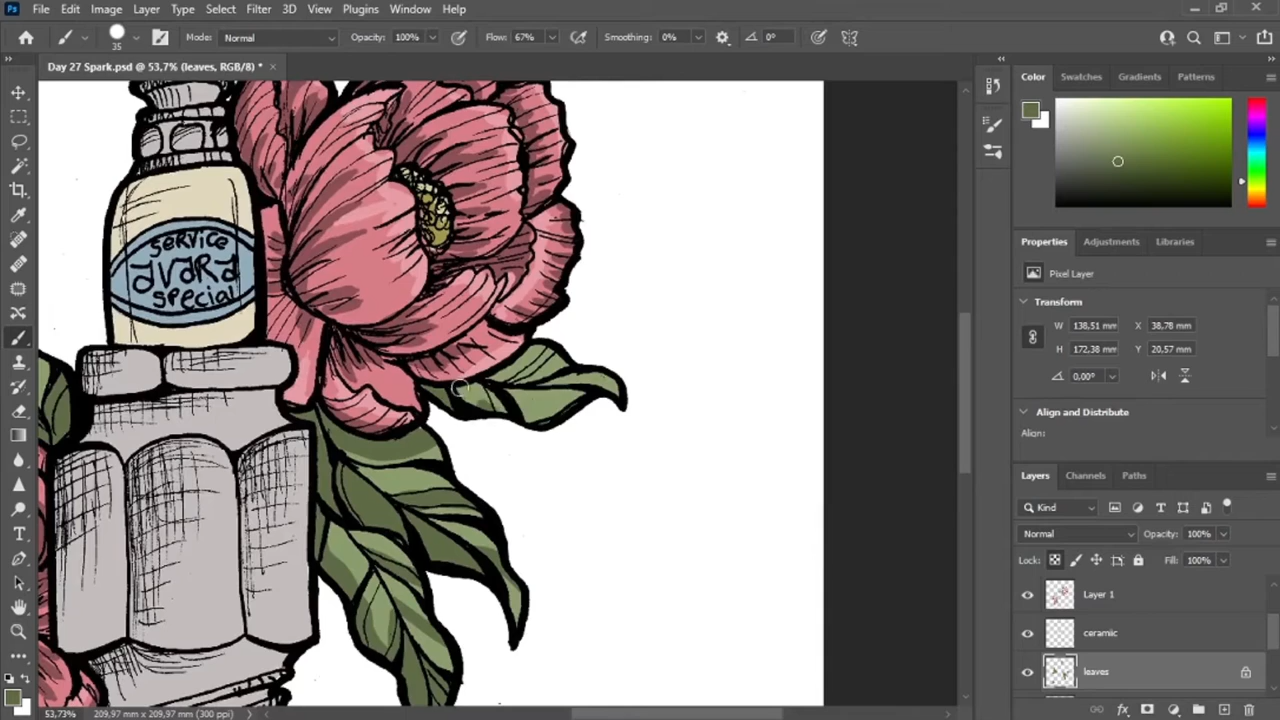 File Edit Image Layer Type Select Filter 3D View Plugins Window Help
35 Mode: Normal Opacity: 100% Flow: 67% Smoothing: 0% 0°
Day 27 Spark.psd @ 53,7% (leaves, RGB/8) * ×
Color Swatches Gradients Patterns
Properties Adjustments Libraries
Pixel Layer
Transform
W 138,51 mm X 38,78 mm
H 172,38 mm Y 20,57 mm
0,00°
Align and Distribute
Align:
Layers Channels Paths
Kind
Normal Opacity: 100%
Lock: Fill: 100%
Layer 1
ceramic
leaves
SERVICE
special
53,73% 209,97 mm x 209,97 mm (300 ppi)